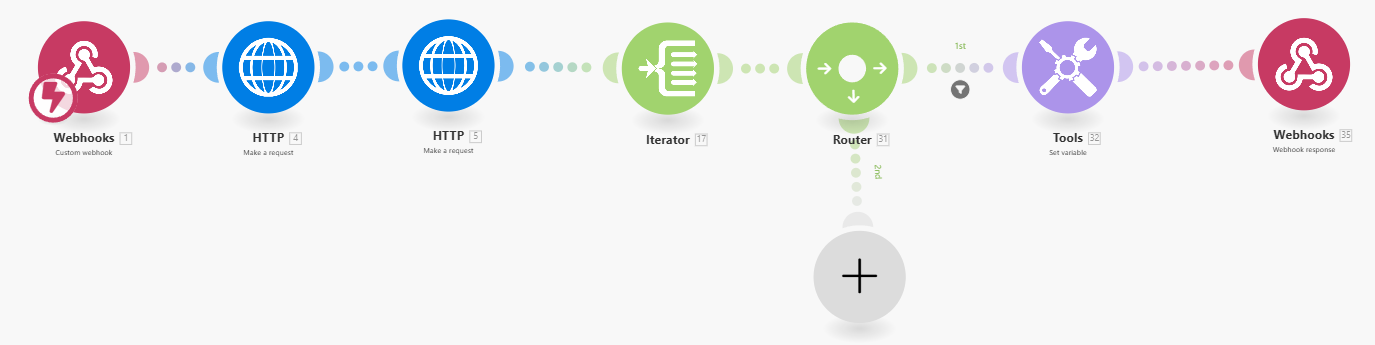 1st
Webhooks 1
Custom webhook
HTTP 4
Make a request
HTTP 5
Make a request
Iterator 17
Router 31
Tools 32
Set variable
Webhooks 35
Webhook response
2nd